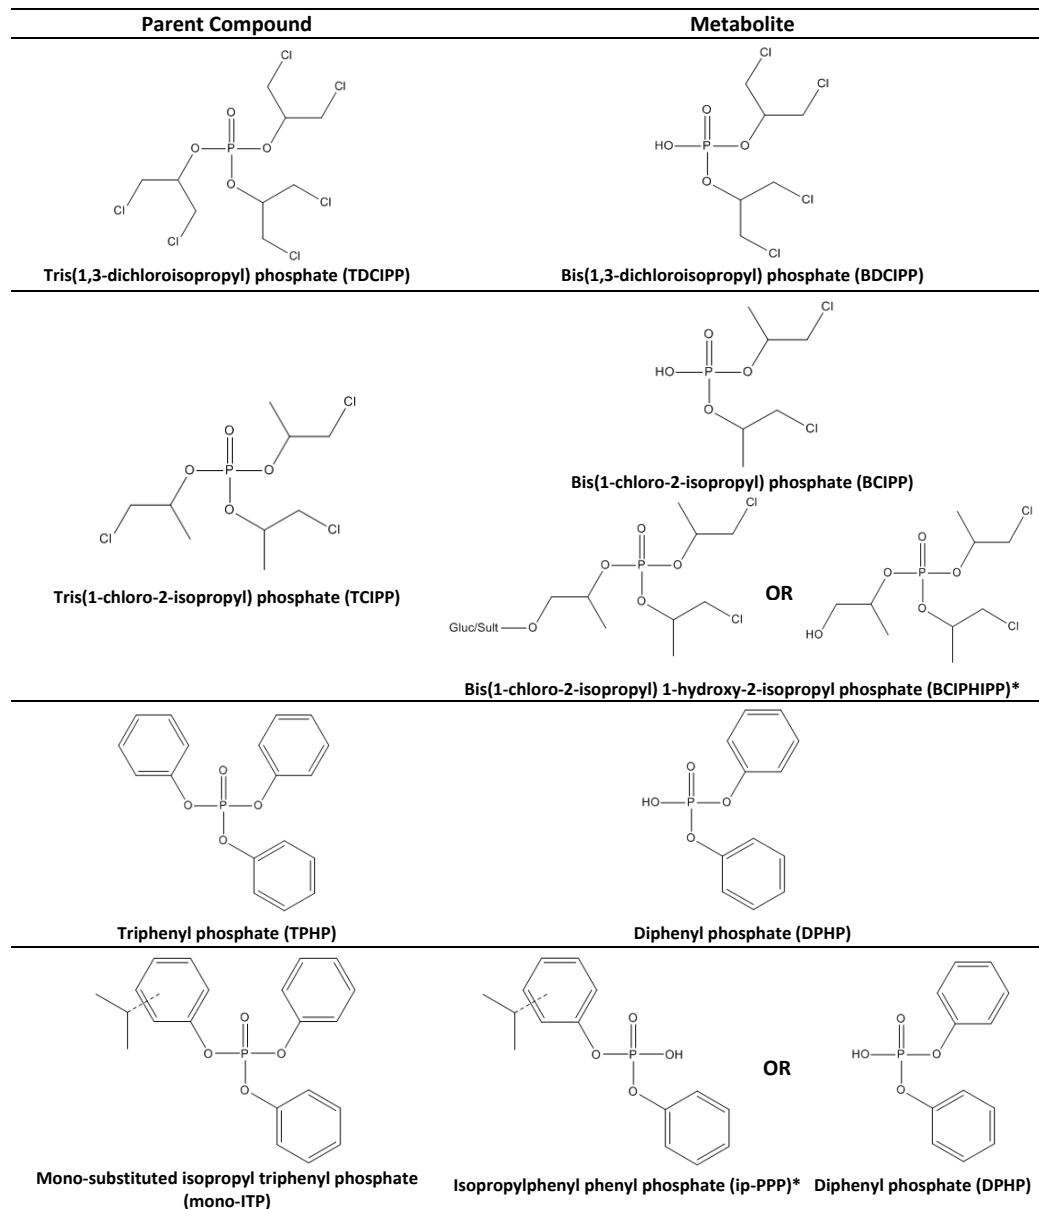 Parent Compound Metabolite
Cl
Cl
O
O P O
O
Cl
Cl
Cl
Cl
Tris(1,3-dichloroisopropyl) phosphate (TDCIPP)
Cl
Cl
O
HO P O
O
Cl
Cl
Bis(1,3-dichloroisopropyl) phosphate (BDCIPP)
Cl
O
O P O
O
Cl
Cl
Tris(1-chloro-2-isopropyl) phosphate (TCIPP)
Cl
O
HO P O
O
Cl
Bis(1-chloro-2-isopropyl) phosphate (BCIPP)
Cl
O
O P O
O
Cl
Gluc/Sult O
OR
Cl
O
O P O
O
Cl
HO
Bis(1-chloro-2-isopropyl) 1-hydroxy-2-isopropyl phosphate (BCIPHIPP)*
O
O P O
O
Triphenyl phosphate (TPHP)
O
HO P O
O
Diphenyl phosphate (DPHP)
O
O P O
O
Mono-substituted isopropyl triphenyl phosphate
(mono-ITP)
O
O P OH
O
OR
O
HO P O
O
Isopropylphenyl phenyl phosphate (ip-PPP)* Diphenyl phosphate (DPHP)